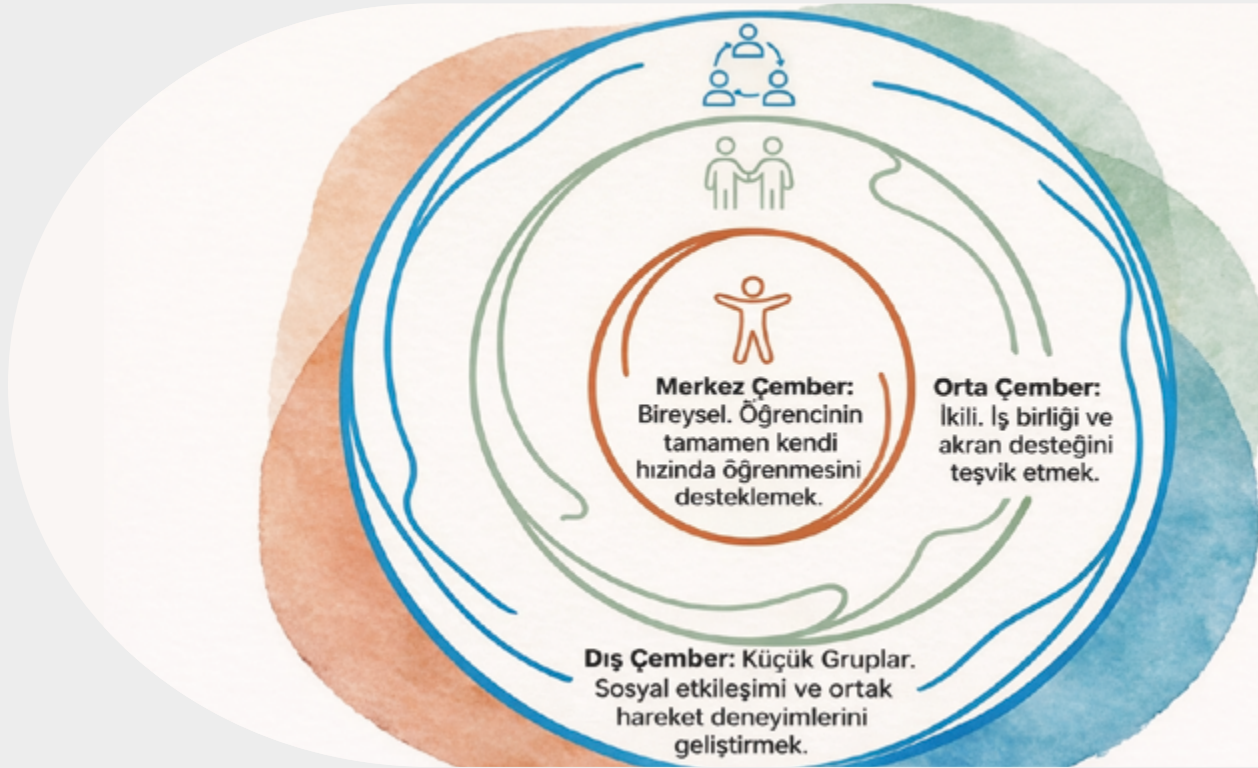 Merkez Çember:
Bireysel. Öğrencinin
tamamen kendi
hızında öğrenmesini
desteklemek.
Orta Çember:
İkili. İş birliği ve
akran desteğini
teşvik etmek.
Dış Çember: Küçük Gruplar.
Sosyal etkileşimi ve ortak
hareket deneyimlerini
geliştirmek.